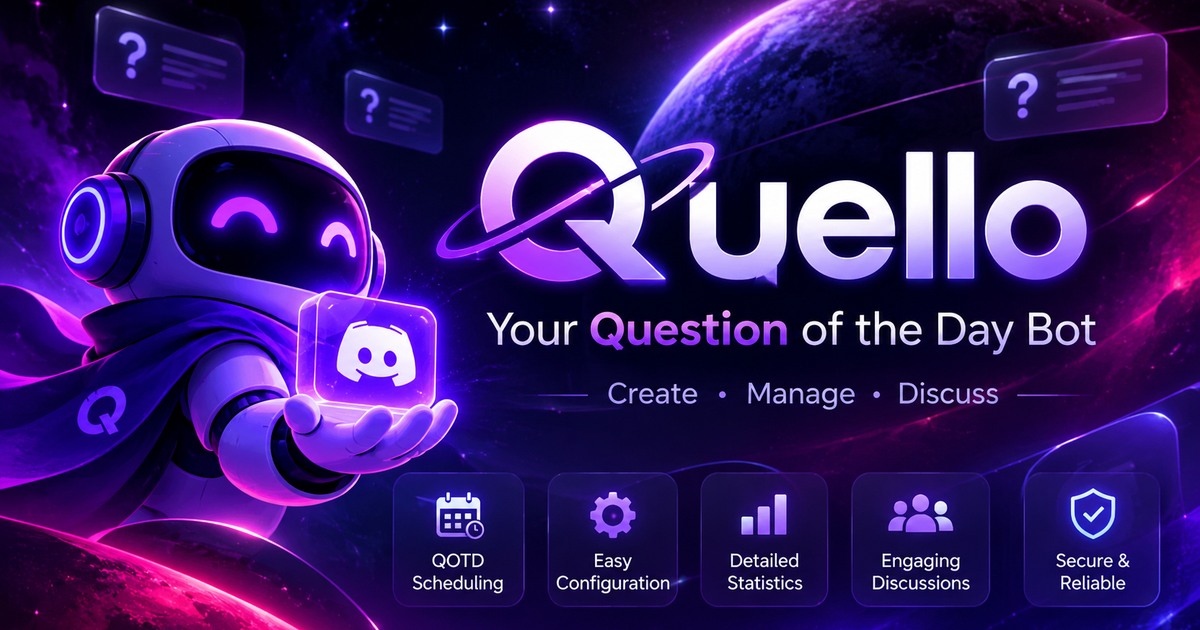 ?
?
?
Quello
Your Question of the Day Bot
Create • Manage • Discuss
Q
QOTD
Scheduling
Easy
Configuration
Detailed
Statistics
Engaging
Discussions
Secure &
Reliable